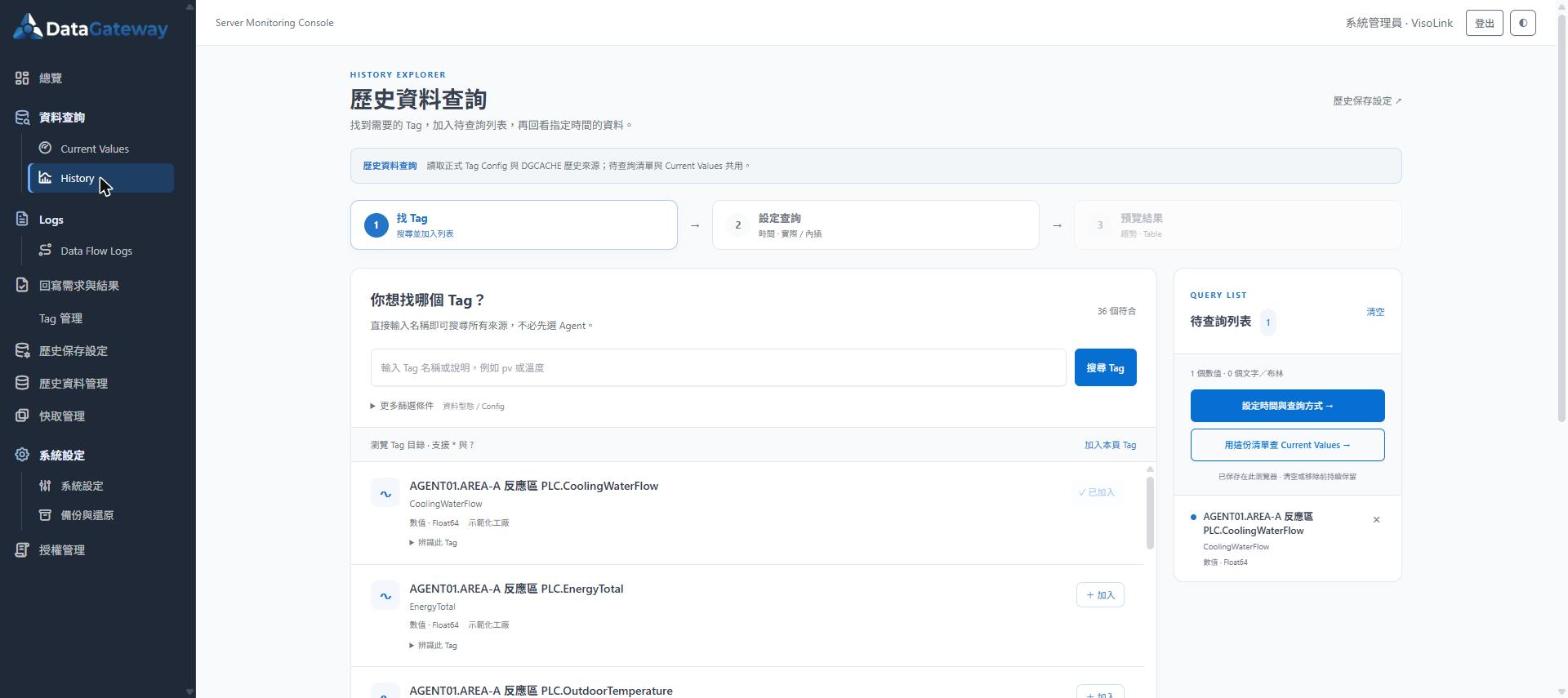 DataGateway
Server Monitoring Console
系統管理員 · VisoLink
登出
總覽
資料查詢
Current Values
History
Logs
Data Flow Logs
回寫需求與結果
Tag 管理
歷史保存設定
歷史資料管理
快取管理
系統設定
系統設定
備份與還原
授權管理
HISTORY EXPLORER
歷史資料查詢
歷史保存設定 ↗
找到需要的 Tag，加入待查詢列表，再回看指定時間的資料。
歷史資料查詢 讀取正式 Tag Config 與 DGCACHE 歷史來源；待查詢清單與 Current Values 共用。
1 找 Tag
搜尋並加入列表
→
2 設定查詢
時間 · 實際 / 內插
→
3 預覽結果
趨勢 · Table
你想找哪個 Tag？
36 個符合
直接輸入名稱即可搜尋所有來源，不必先選 Agent。
輸入 Tag 名稱或說明，例如 pv 或溫度
搜尋 Tag
▶ 更多篩選條件 資料型態 / Config
瀏覽 Tag 目錄 · 支援 * 與 ?
加入本頁 Tag
AGENT01.AREA-A 反應區 PLC.CoolingWaterFlow
✓ 已加入
CoolingWaterFlow
數值 · Float64 示範化工廠
▶ 辨識此 Tag
AGENT01.AREA-A 反應區 PLC.EnergyTotal
＋ 加入
EnergyTotal
數值 · Float64 示範化工廠
▶ 辨識此 Tag
AGENT01.AREA-A 反應區 PLC.OutdoorTemperature
＋ 加入
QUERY LIST
待查詢列表 1
清空
1 個數值 · 0 個文字／布林
設定時間與查詢方式 →
用這份清單查 Current Values →
已保存在此瀏覽器 · 清空或移除前持續保留
AGENT01.AREA-A 反應區
PLC.CoolingWaterFlow
×
CoolingWaterFlow
數值 · Float64